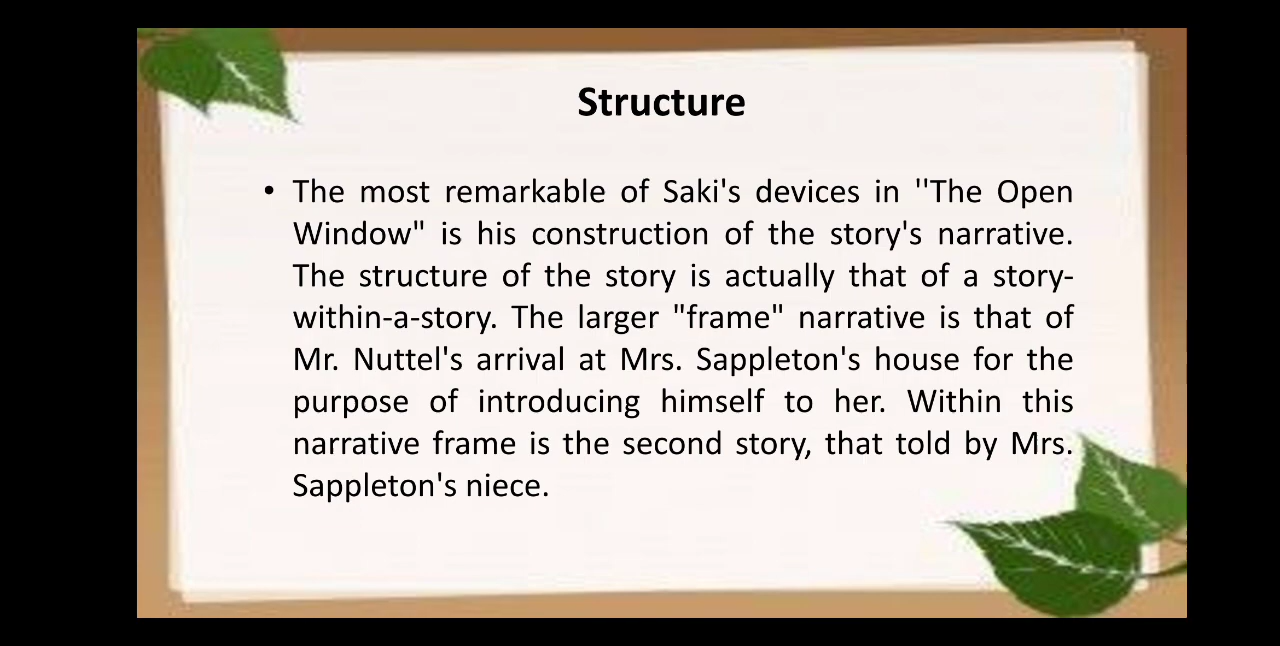 Structure
• The most remarkable of Saki's devices in ''The Open
Window" is his construction of the story's narrative.
The structure of the story is actually that of a story-
within-a-story. The larger "frame" narrative is that of
Mr. Nuttel's arrival at Mrs. Sappleton's house for the
purpose of introducing himself to her. Within this
narrative frame is the second story, that told by Mrs.
Sappleton's niece.